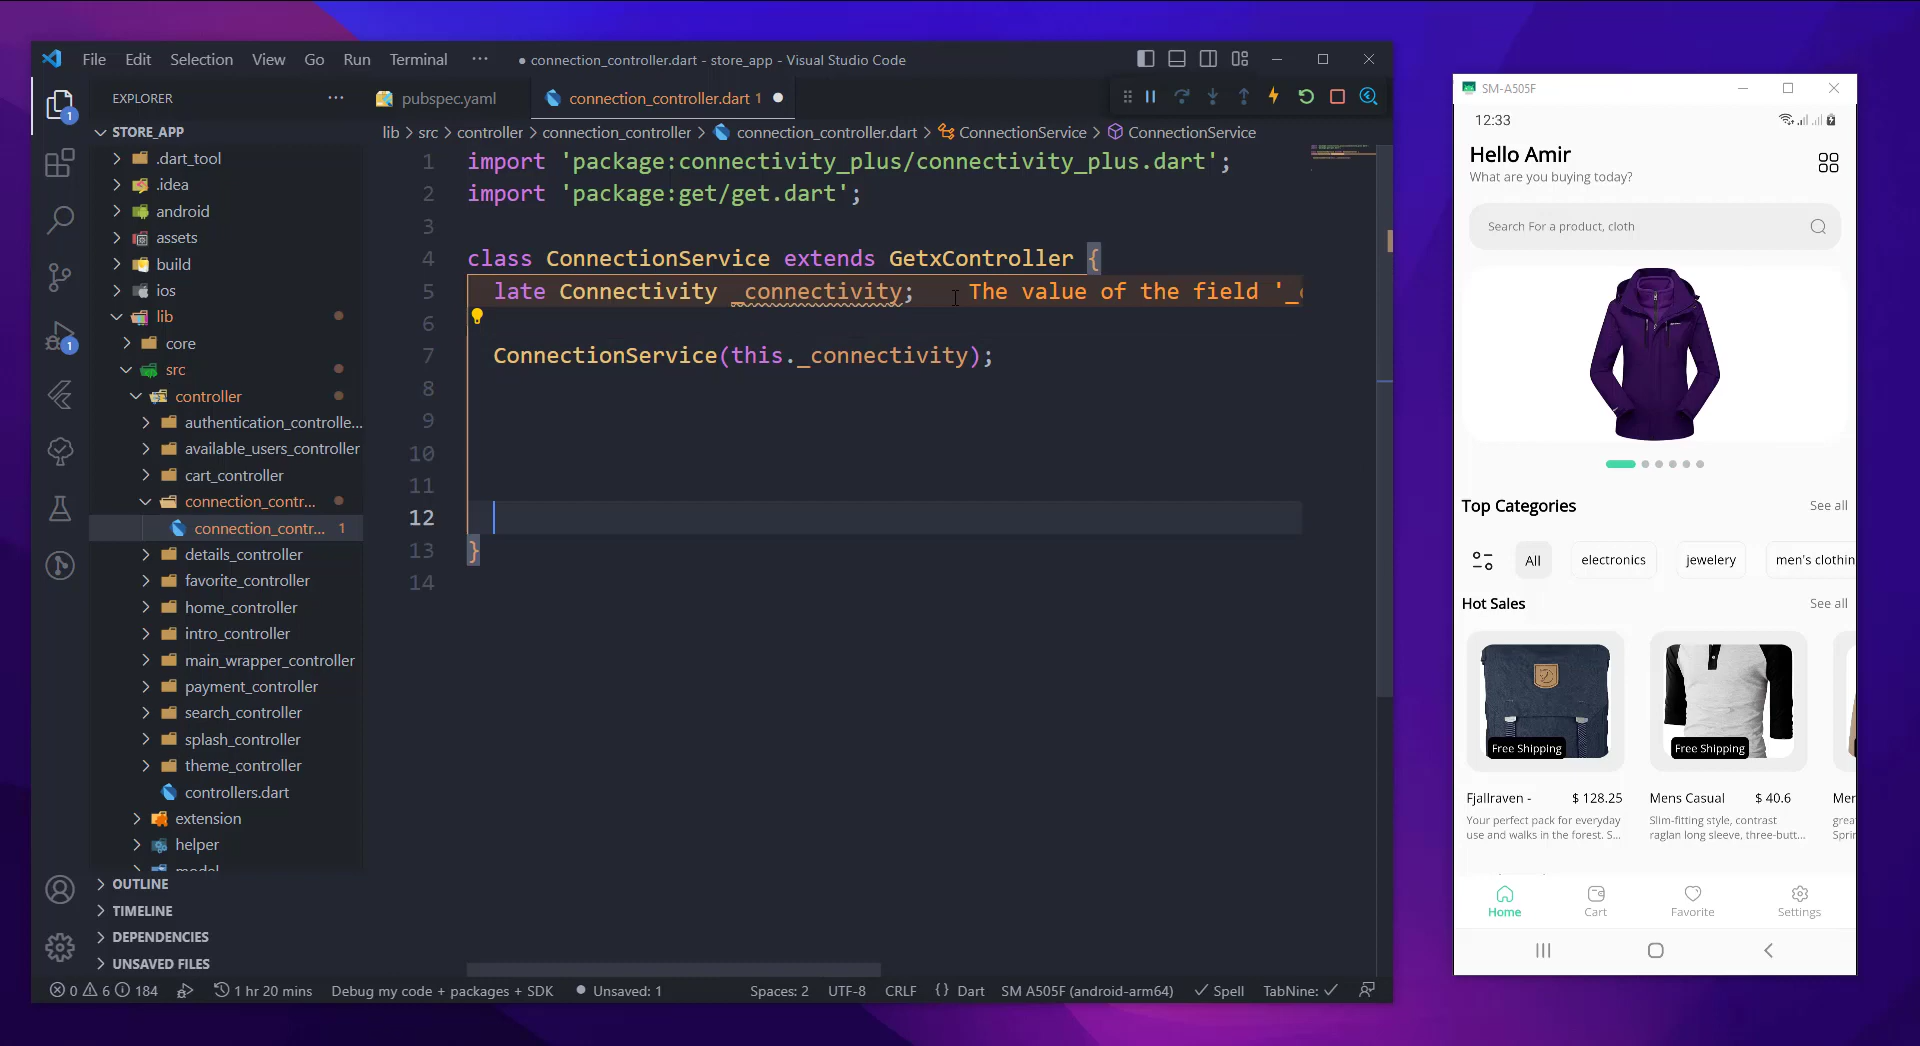 File Edit Selection View Go Run Terminal ··· ● connection_controller.dart - store_app - Visual Studio Code
EXPLORER ···
pubspec.yaml
connection_controller.dart 1 ●
STORE_APP
lib > src > controller > connection_controller > connection_controller.dart > ConnectionService > ConnectionService
.dart_tool
.idea
android
assets
build
ios
lib
core
src
controller
authentication_controlle...
available_users_controller
cart_controller
connection_contr...
connection_contr... 1
details_controller
favorite_controller
home_controller
intro_controller
main_wrapper_controller
payment_controller
search_controller
splash_controller
theme_controller
controllers.dart
extension
helper
model
OUTLINE
TIMELINE
DEPENDENCIES
UNSAVED FILES
1
1
1 import 'package:connectivity_plus/connectivity_plus.dart';
2 import 'package:get/get.dart';
3
4 class ConnectionService extends GetxController {
5 late Connectivity _connectivity; The value of the field '_c
6
7 ConnectionService(this._connectivity);
8
9
10
11
12
13 }
14
0 6 184 1 hr 20 mins Debug my code + packages + SDK ● Unsaved: 1 Spaces: 2 UTF-8 CRLF {} Dart SM A505F (android-arm64) ✓ Spell TabNine: ✓
SM-A505F
12:33
Hello Amir
What are you buying today?
Search For a product, cloth
Top Categories See all
All electronics jewelery men's clothin
Hot Sales See all
Free Shipping
Free Shipping
Fjallraven - $ 128.25
Your perfect pack for everyday
use and walks in the forest. S...
Mens Casual $ 40.6
Slim-fitting style, contrast
raglan long sleeve, three-butt...
Mer
grea
Sprin
Home Cart Favorite Settings